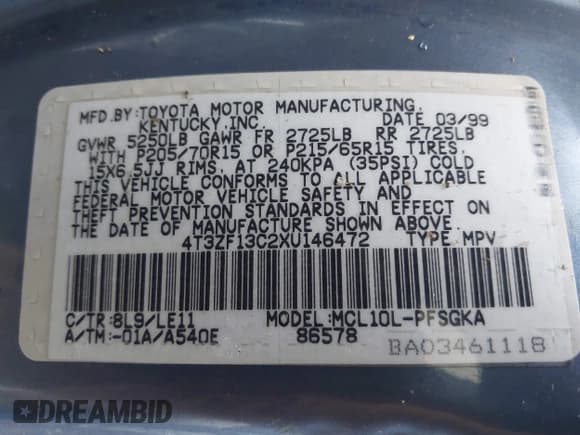 MFD.BY:TOYOTA MOTOR MANUFACTURING,
KENTUCKY,INC. DATE 03/99
GVWR 5250LB GAWR FR 2725LB RR 2725LB
WITH P205/70R15 OR P215/65R15 TIRES,
15X6.5JJ RIMS, AT 240KPA (35PSI) COLD
THIS VEHICLE CONFORMS TO ALL APPLICABLE
FEDERAL MOTOR VEHICLE SAFETY AND
THEFT PREVENTION STANDARDS IN EFFECT ON
THE DATE OF MANUFACTURE SHOWN ABOVE.
4T3ZF13C2XU146472 TYPE MPV
C/TR:8L9/LE11 MODEL:MCL10L-PFSGKA
A/TM:-01A/A540E 86578
BA03461118
DREAMBID